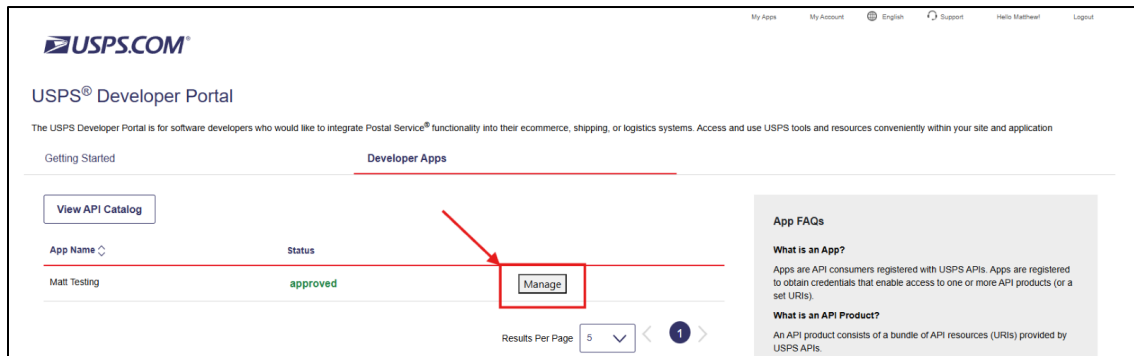 My Apps My Account English Support Hello Matthew! Logout
USPS.COM®
USPS® Developer Portal
The USPS Developer Portal is for software developers who would like to integrate Postal Service® functionality into their ecommerce, shipping, or logistics systems. Access and use USPS tools and resources conveniently within your site and application
Getting Started Developer Apps
View API Catalog
App Name Status
Matt Testing approved Manage
Results Per Page 5 1
App FAQs
What is an App?
Apps are API consumers registered with USPS APIs. Apps are registered
to obtain credentials that enable access to one or more API products (or a
set URIs).
What is an API Product?
An API product consists of a bundle of API resources (URIs) provided by
USPS APIs.